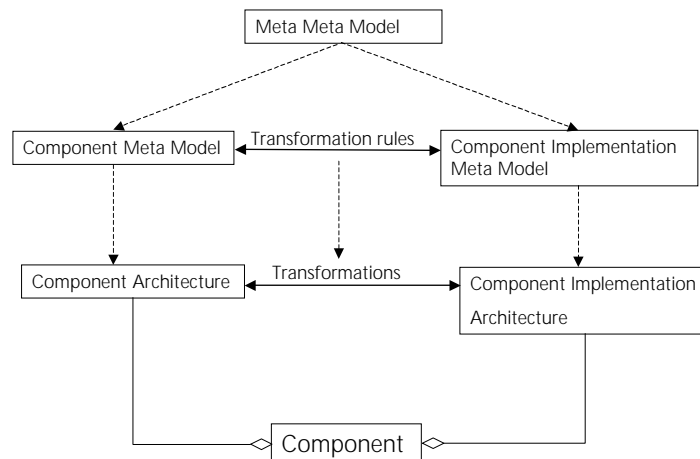 Meta Meta Model
Component Meta Model
Transformation rules
Component Implementation
Meta Model
Component Architecture
Transformations
Component Implementation
Architecture
Component